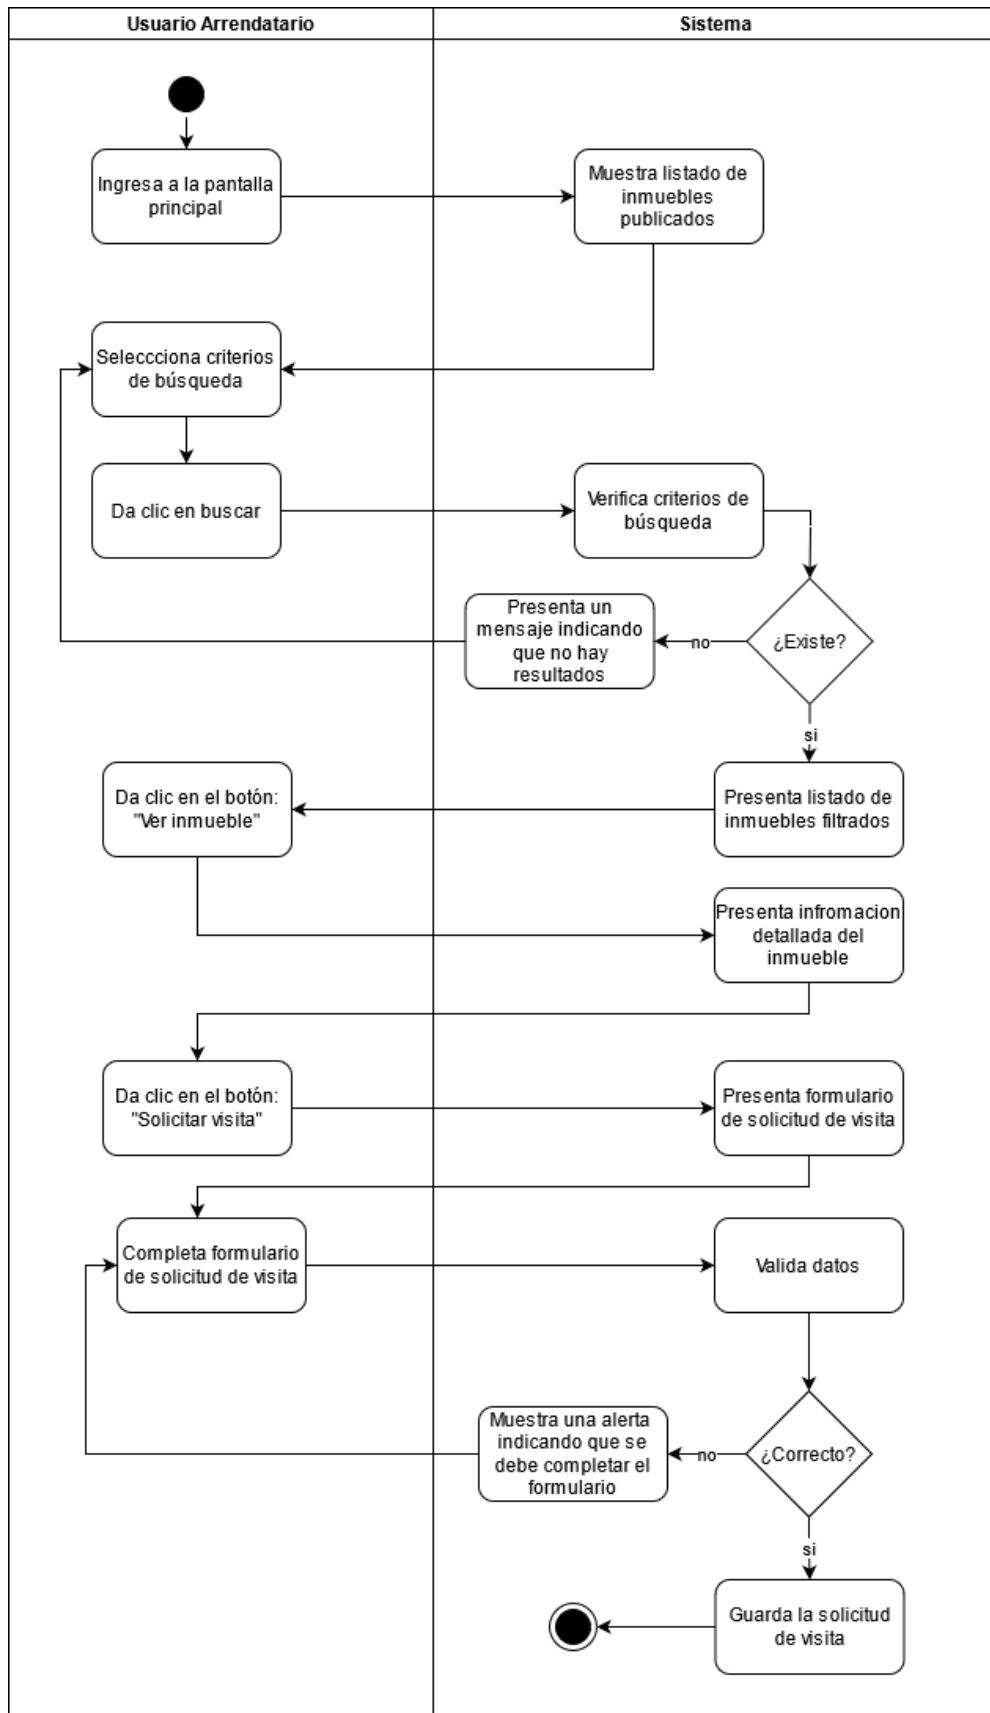 Usuario Arrendatario
Sistema
Ingresa a la pantalla
principal
Muestra listado de
inmuebles
publicados
Seleccciona criterios
de búsqueda
Da clic en buscar
Verifica criterios de
búsqueda
¿Existe?
no
Presenta un
mensaje indicando
que no hay
resultados
si
Presenta listado de
inmuebles filtrados
Da clic en el botón:
"Ver inmueble"
Presenta infromacion
detallada del
inmueble
Da clic en el botón:
"Solicitar visita"
Presenta formulario
de solicitud de visita
Completa formulario
de solicitud de visita
Valida datos
¿Correcto?
no
Muestra una alerta
indicando que se
debe completar el
formulario
si
Guarda la solicitud
de visita